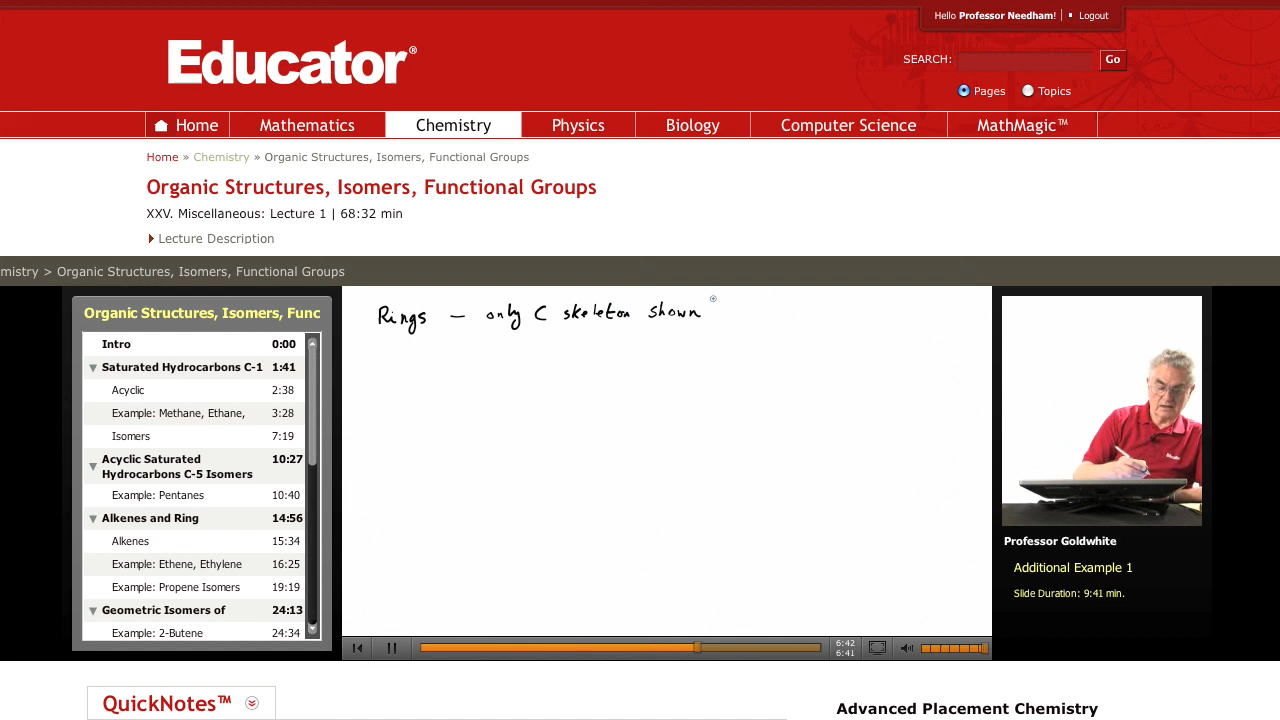 Hello Professor Needham! | ▪ Logout
Educator®
SEARCH: Go
Pages Topics
Home Mathematics Chemistry Physics Biology Computer Science MathMagic™
Home » Chemistry » Organic Structures, Isomers, Functional Groups
Organic Structures, Isomers, Functional Groups
XXV. Miscellaneous: Lecture 1 | 68:32 min
Lecture Description
mistry > Organic Structures, Isomers, Functional Groups
Organic Structures, Isomers, Func
Intro 0:00
Saturated Hydrocarbons C-1 1:41
Acyclic 2:38
Example: Methane, Ethane, 3:28
Isomers 7:19
Acyclic Saturated 10:27
Hydrocarbons C-5 Isomers
Example: Pentanes 10:40
Alkenes and Ring 14:56
Alkenes 15:34
Example: Ethene, Ethylene 16:25
Example: Propene Isomers 19:19
Geometric Isomers of 24:13
Example: 2-Butene 24:34
Rings — only C skeleton shown
6:42
6:41
Professor Goldwhite
Additional Example 1
Slide Duration: 9:41 min.
QuickNotes™
Advanced Placement Chemistry